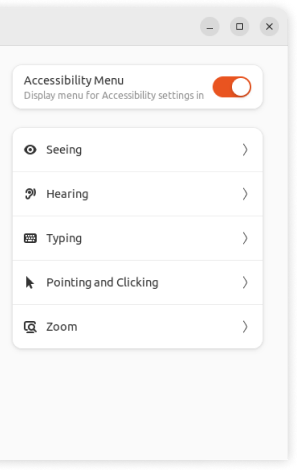 Accessibility Menu
Display menu for Accessibility settings in
Seeing
Hearing
Typing
Pointing and Clicking
Zoom